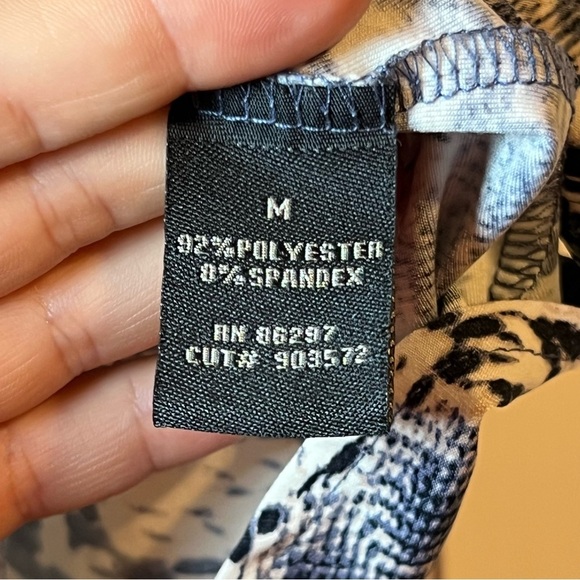 M
92%POLYESTER
8%SPANDEX
RN 86297
CUT# 903572